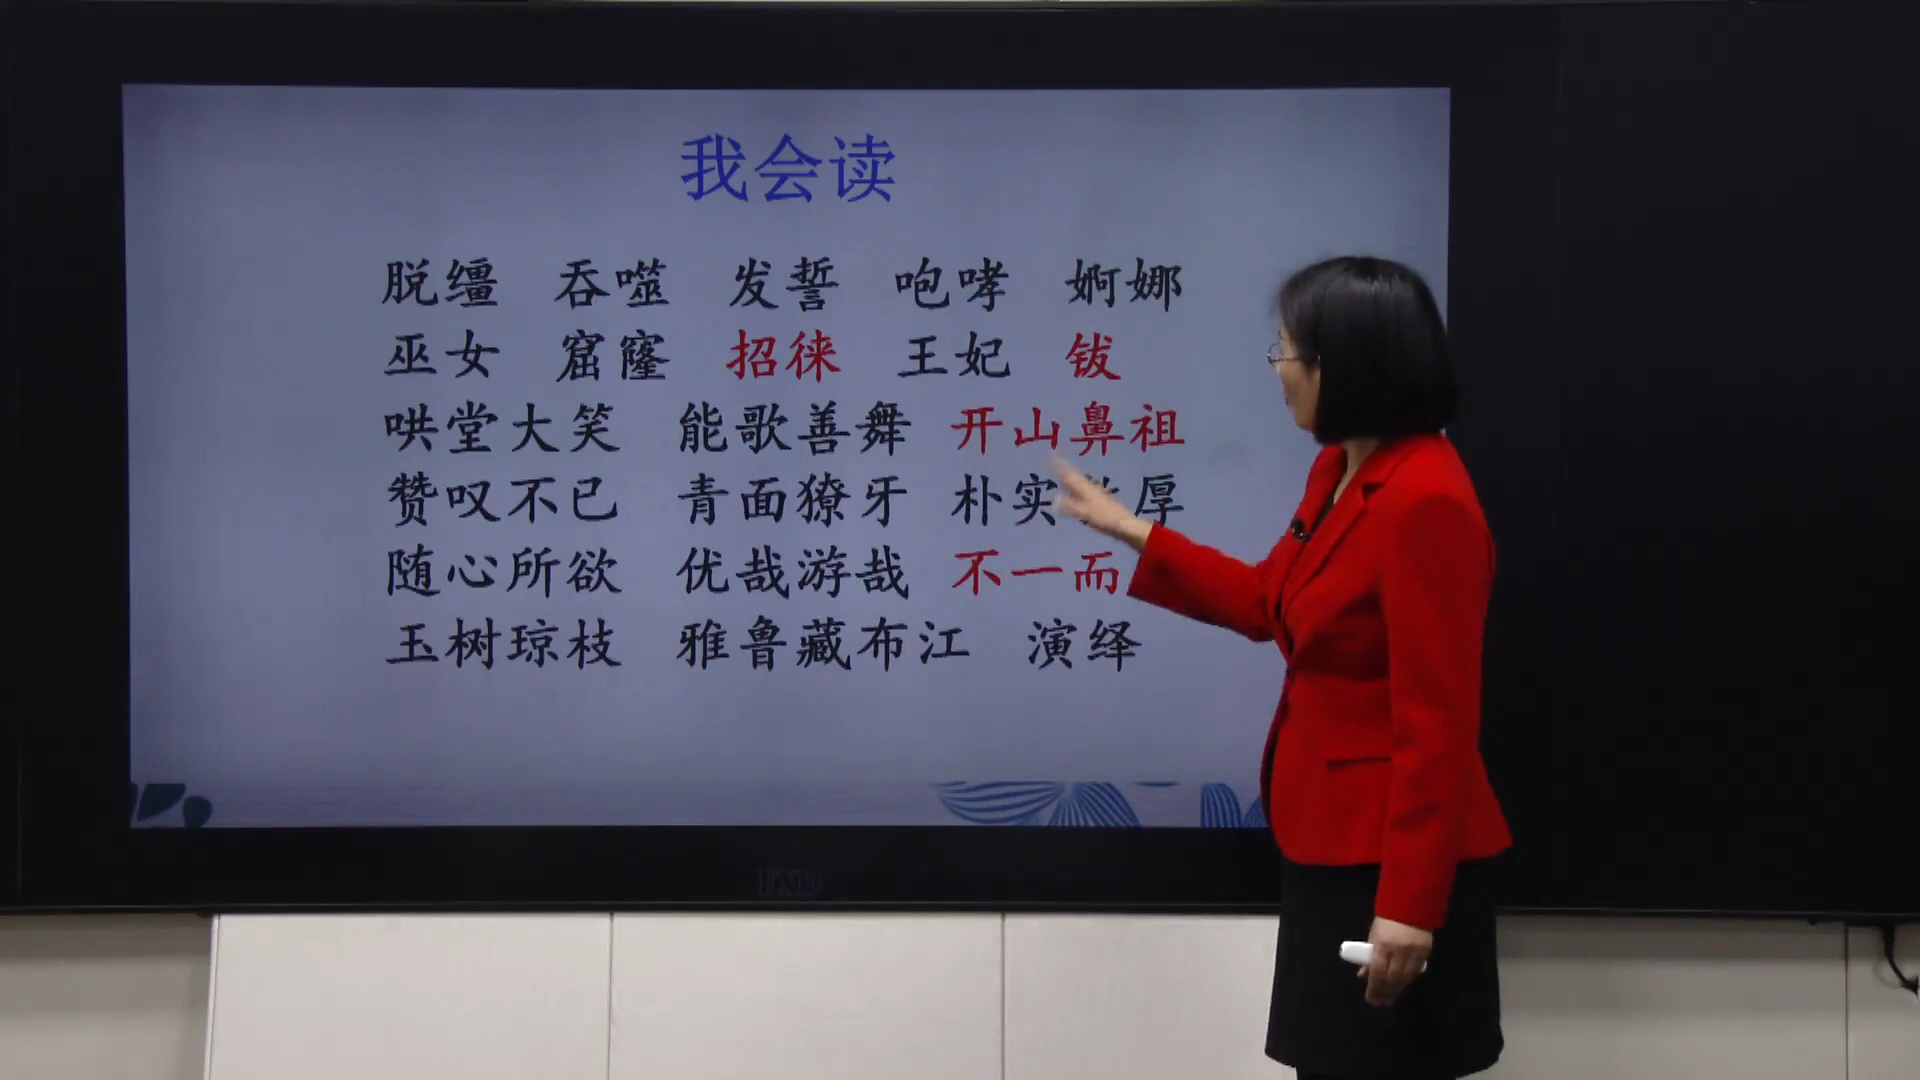 我会读
脱缰 吞噬 发誓 咆哮 婀娜
巫女 窟窿 招徕 王妃 钹
哄堂大笑 能歌善舞 开山鼻祖
赞叹不已 青面獠牙 朴实 厚
随心所欲 优哉游哉 不一而
玉树琼枝 雅鲁藏布江 演绎